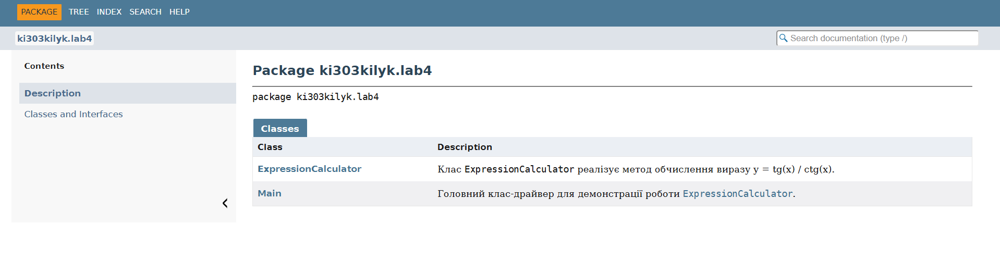 PACKAGE TREE INDEX SEARCH HELP
ki303kilyk.lab4
Search documentation (type /)
Contents
Description
Classes and Interfaces
Package ki303kilyk.lab4
package ki303kilyk.lab4
Classes
Class Description
ExpressionCalculator Клас ExpressionCalculator реалізує метод обчислення виразу y = tg(x) / ctg(x).
Main Головний клас-драйвер для демонстрації роботи ExpressionCalculator.